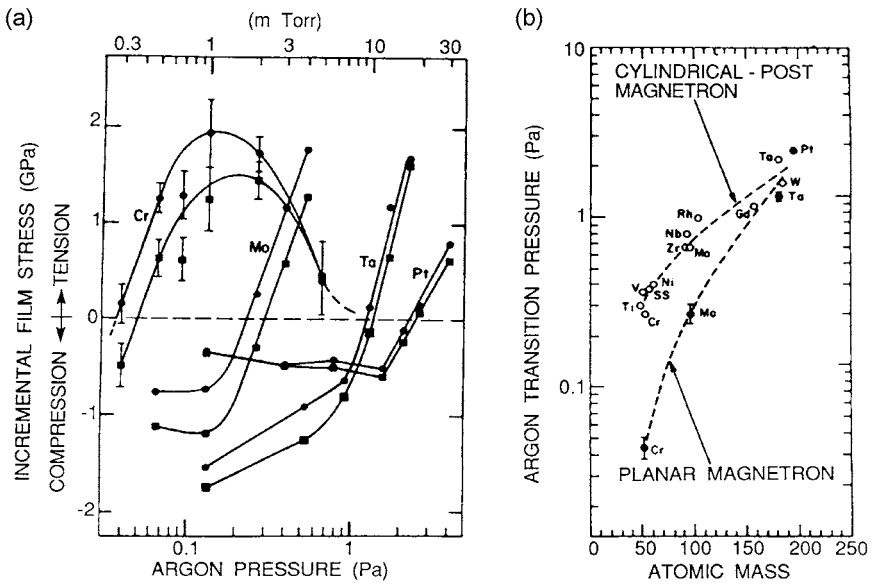 (a)
(m Torr)
0.3 1 3 10 30
INCREMENTAL FILM STRESS (GPa)
COMPRESSION TENSION
2
1
0
-1
-2
Cr
Mo
Ta
Pt
0.1 1
ARGON PRESSURE (Pa)
(b)
ARGON TRANSITION PRESSURE (Pa)
10
1
0.1
CYLINDRICAL - POST
MAGNETRON
Ta Pt
W
Ta
Rh Gd
Nb
Zr Mo
V Ni
SS
Ti
Cr
Mo
Cr
PLANAR MAGNETRON
0 50 100 150 200 250
ATOMIC MASS